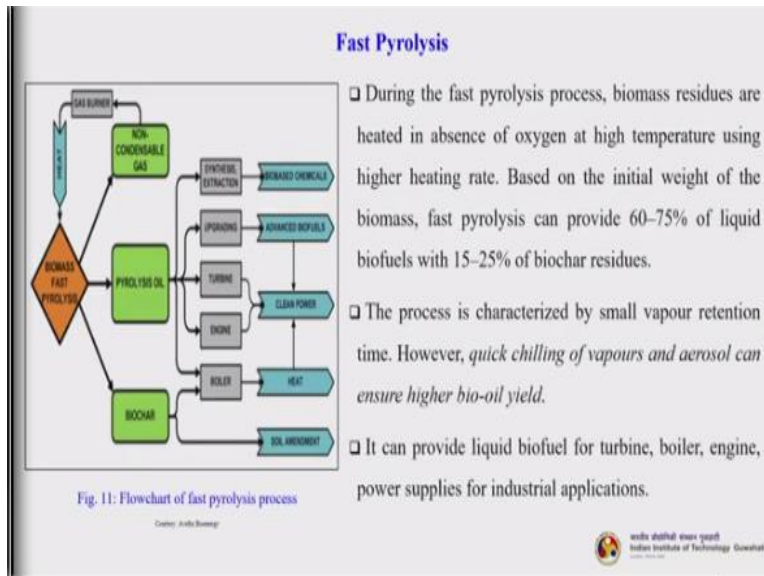 Fast Pyrolysis
GAS BURNER
HEAT
NON-
CONDENSABLE
GAS
BIOMASS
FAST
PYROLYSIS
PYROLYSIS OIL
BIOCHAR
SYNTHESIS,
EXTRACTION
UPGRADING
TURBINE
ENGINE
BOILER
BIOBASED CHEMICALS
ADVANCED BIOFUELS
CLEAN POWER
HEAT
SOIL AMENDMENT
Fig. 11: Flowchart of fast pyrolysis process
Courtesy:
❑ During the fast pyrolysis process, biomass residues are
heated in absence of oxygen at high temperature using
higher heating rate. Based on the initial weight of the
biomass, fast pyrolysis can provide 60–75% of liquid
biofuels with 15–25% of biochar residues.
❑ The process is characterized by small vapour retention
time. However, quick chilling of vapours and aerosol can
ensure higher bio-oil yield.
❑ It can provide liquid biofuel for turbine, boiler, engine,
power supplies for industrial applications.
भारतीय प्रौद्योगिकी संस्थान गुवाहाटी
Indian Institute of Technology Guwahati